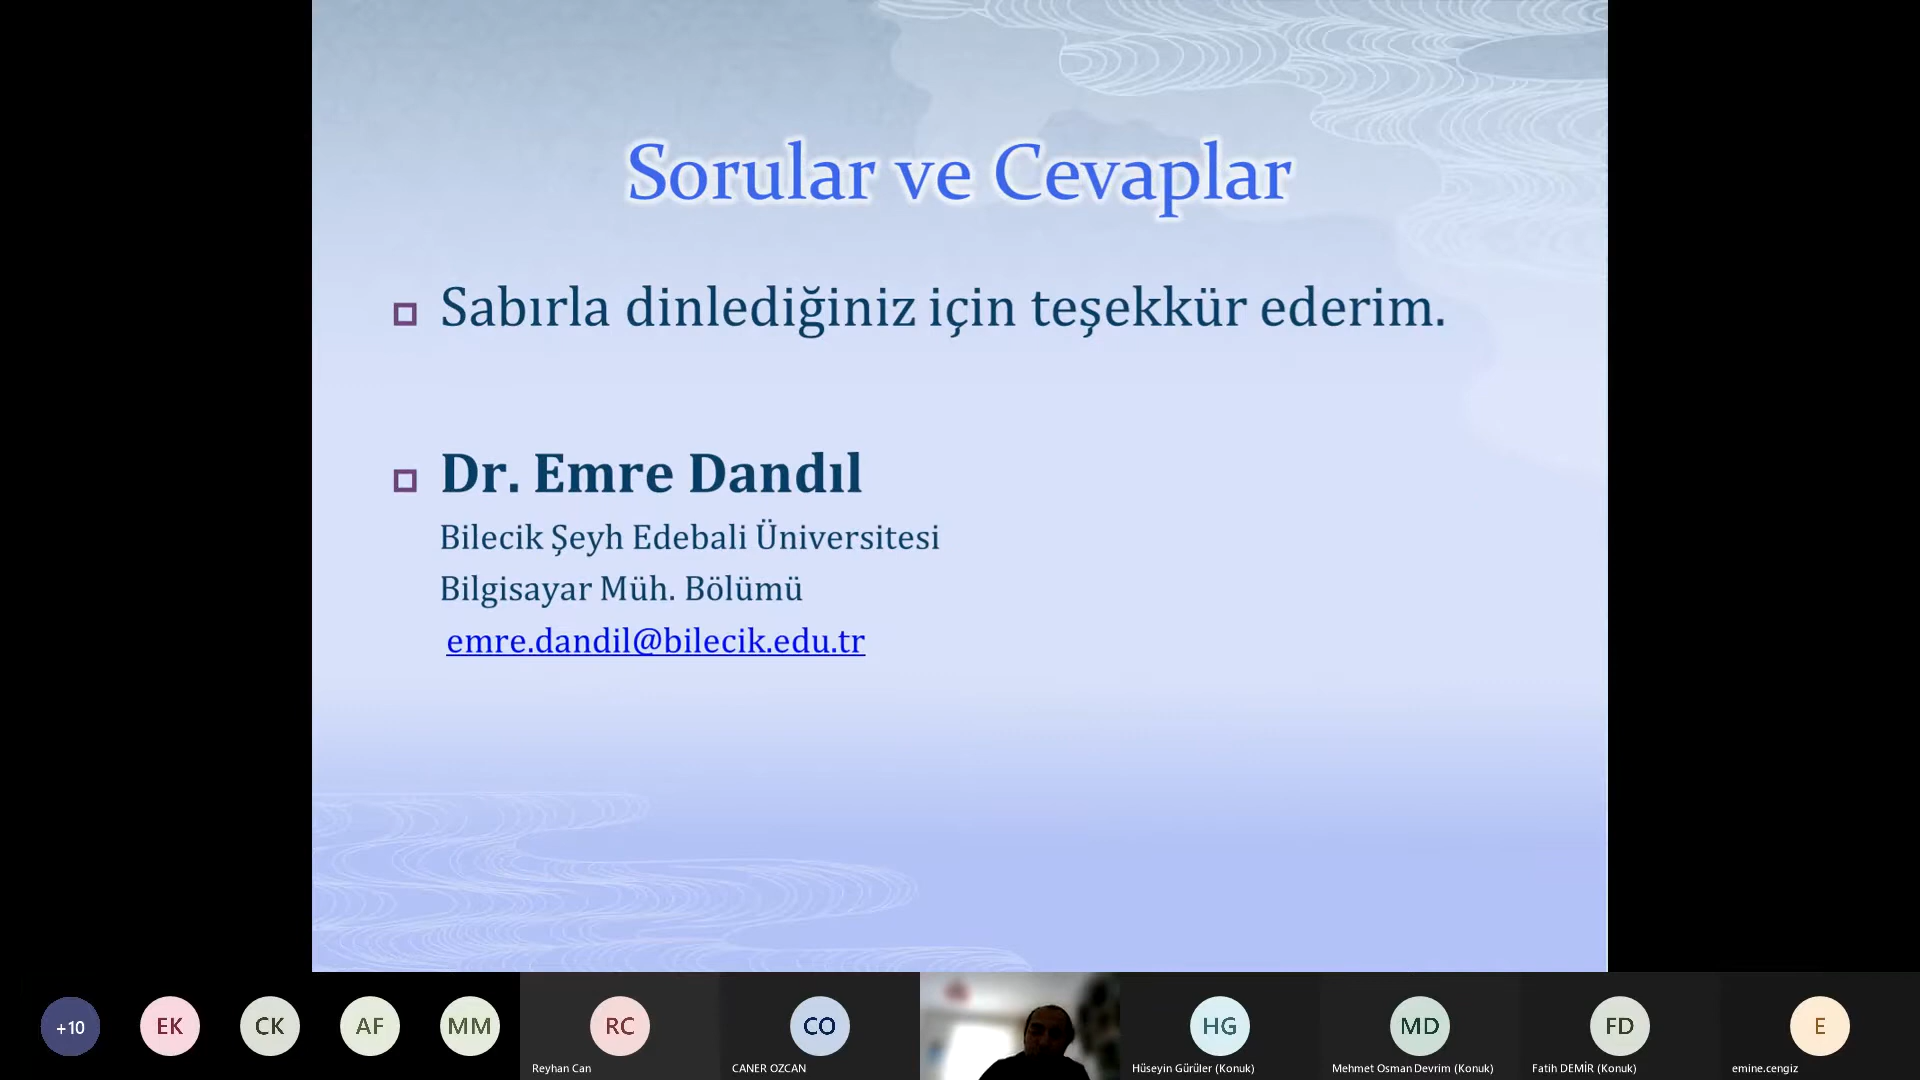 Sorular ve Cevaplar
Sabırla dinlediğiniz için teşekkür ederim.
Dr. Emre Dandıl
Bilecik Şeyh Edebali Üniversitesi
Bilgisayar Müh. Bölümü
emre.dandil@bilecik.edu.tr
+10
EK
CK
AF
MM
RC
Reyhan Can
CO
CANER OZCAN
HG
Hüseyin Gürüler (Konuk)
MD
Mehmet Osman Devrim (Konuk)
FD
Fatih DEMİR (Konuk)
E
emine.cengiz